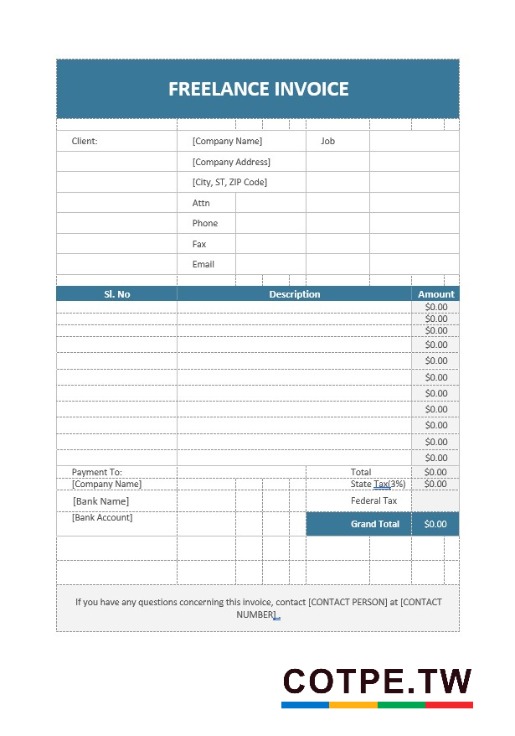 FREELANCE INVOICE
Client: [Company Name] Job
[Company Address]
[City, ST, ZIP Code]
Attn
Phone
Fax
Email
Sl. No Description Amount
$0.00
$0.00
$0.00
$0.00
$0.00
$0.00
$0.00
$0.00
$0.00
$0.00
$0.00
Payment To: Total $0.00
[Company Name] State Tax(3%) $0.00
[Bank Name] Federal Tax
[Bank Account]
Grand Total $0.00
If you have any questions concerning this invoice, contact [CONTACT PERSON] at [CONTACT
NUMBER].
COTPE.TW